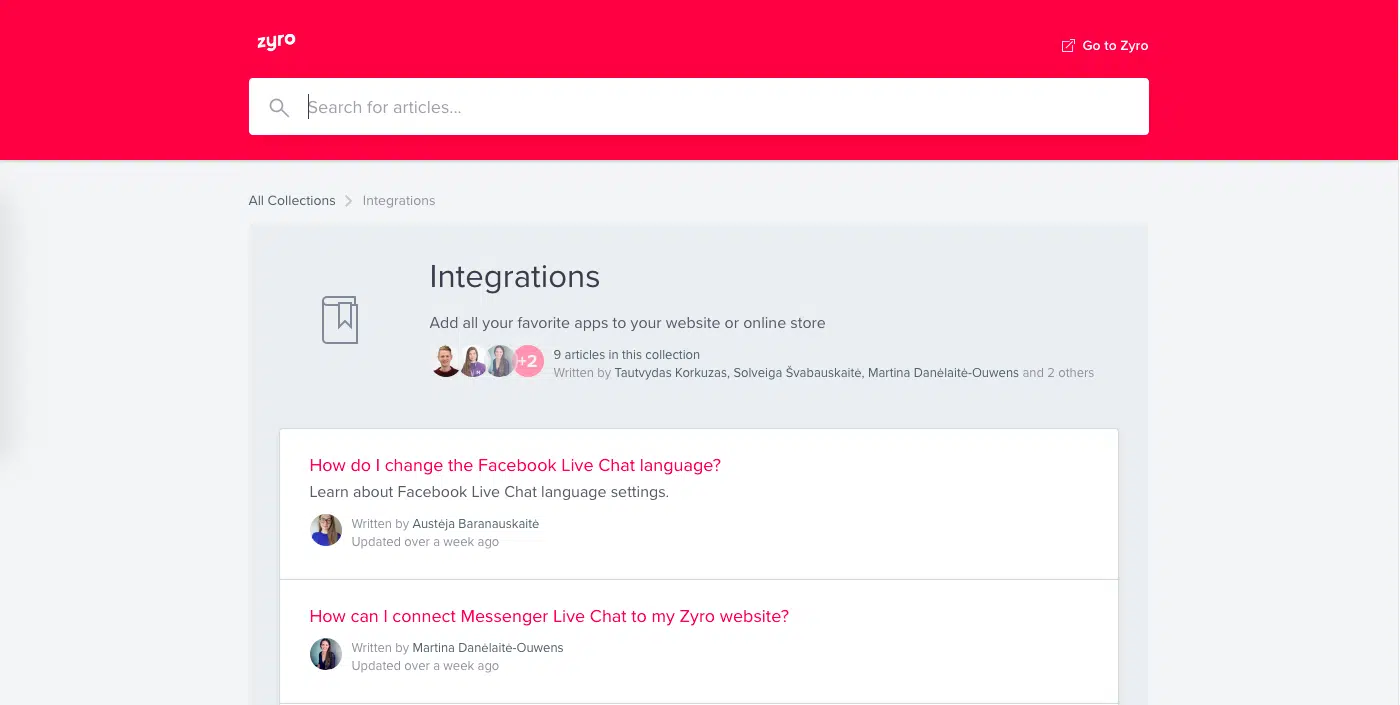 zyro
Go to Zyro
Search for articles...
All Collections
Integrations
Integrations
Add all your favorite apps to your website or online store
+2
9 articles in this collection
Written by Tautvydas Korkuzas, Solveiga Švabauskaitė, Martina Danėlaitė-Ouwens and 2 others
How do I change the Facebook Live Chat language?
Learn about Facebook Live Chat language settings.
Written by Austėja Baranauskaitė
Updated over a week ago
How can I connect Messenger Live Chat to my Zyro website?
Written by Martina Danėlaitė-Ouwens
Updated over a week ago